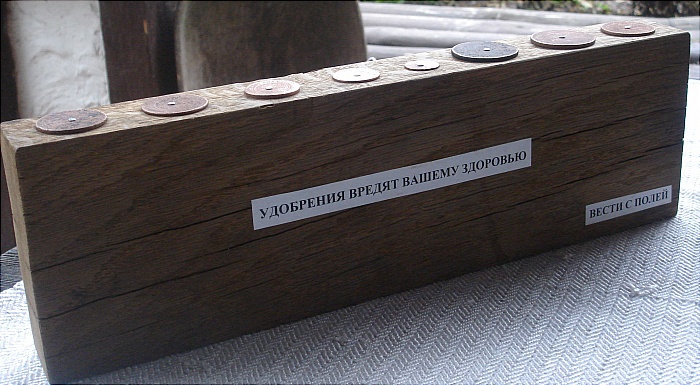 УДОБРЕНИЯ ВРЕДЯТ ВАШЕМУ ЗДОРОВЬЮ
ВЕСТИ С ПОЛЕЙ